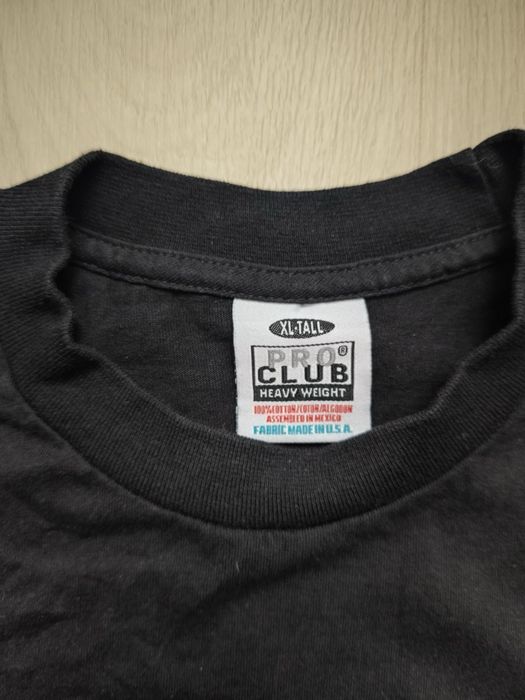 XL-TALL
PRO®
CLUB
HEAVY WEIGHT
100%COTTON/COTON/ALGODON
ASSEMBLED IN MEXICO
FABRIC MADE IN U.S.A.